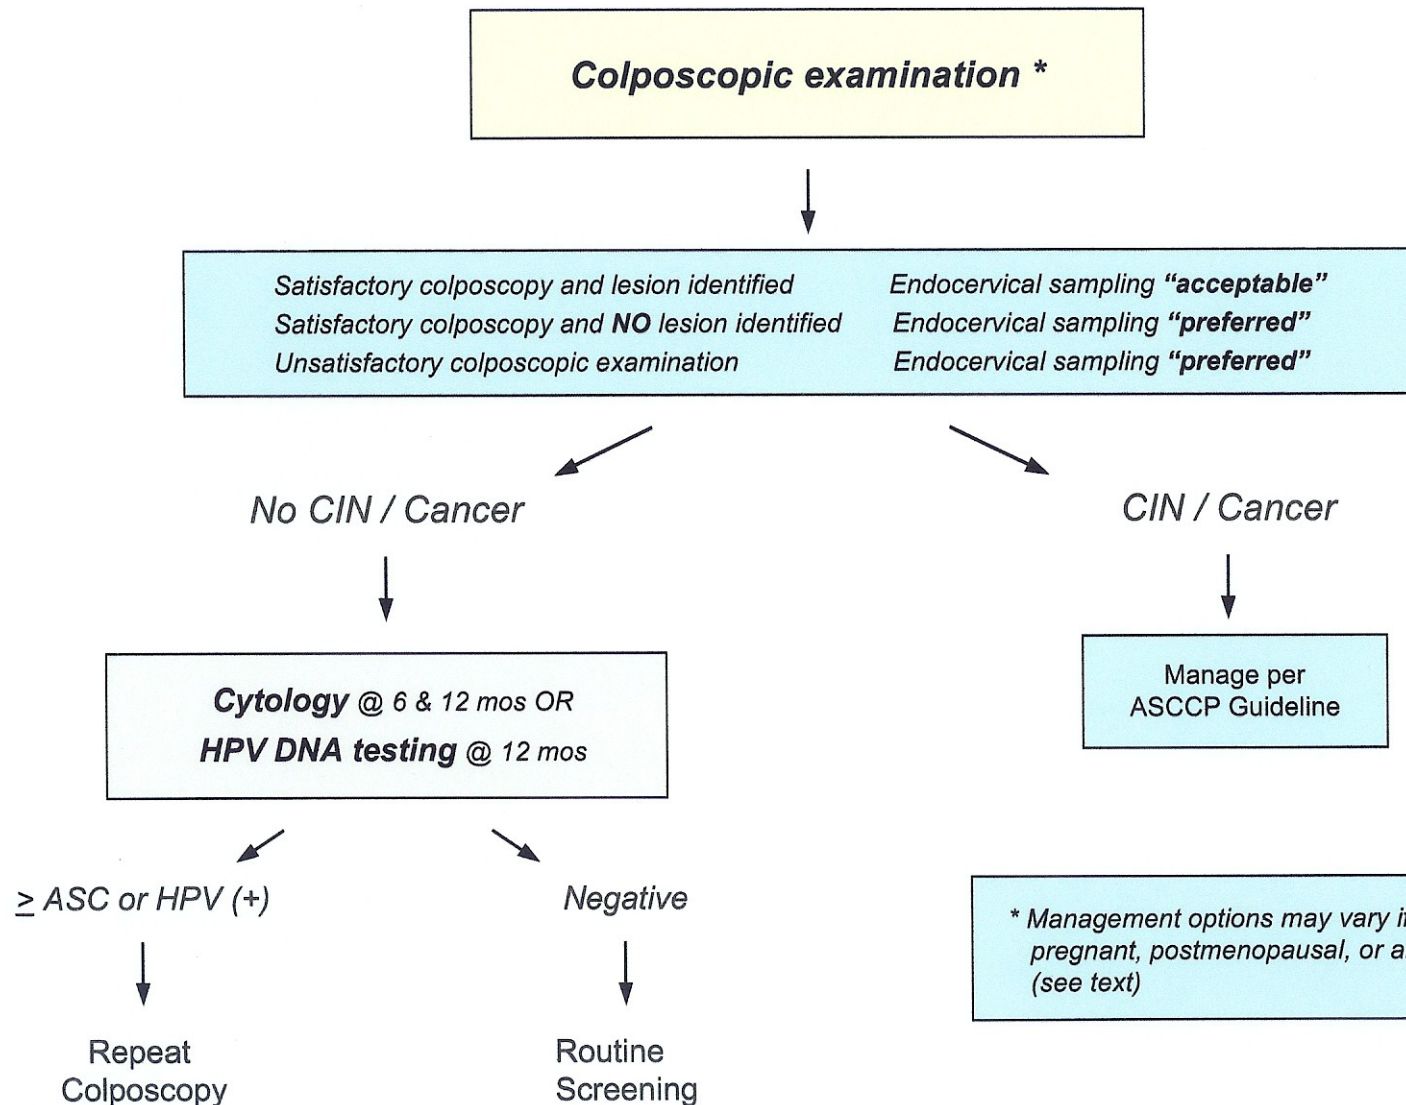 Colposcopic examination *
Satisfactory colposcopy and lesion identified Endocervical sampling “acceptable”
Satisfactory colposcopy and NO lesion identified Endocervical sampling “preferred”
Unsatisfactory colposcopic examination Endocervical sampling “preferred”
No CIN / Cancer
CIN / Cancer
Cytology @ 6 & 12 mos OR
HPV DNA testing @ 12 mos
Manage per
ASCCP Guideline
≥ ASC or HPV (+)
Negative
Repeat
Colposcopy
Routine
Screening
* Management options may vary
pregnant, postmenopausal, or
(see text)